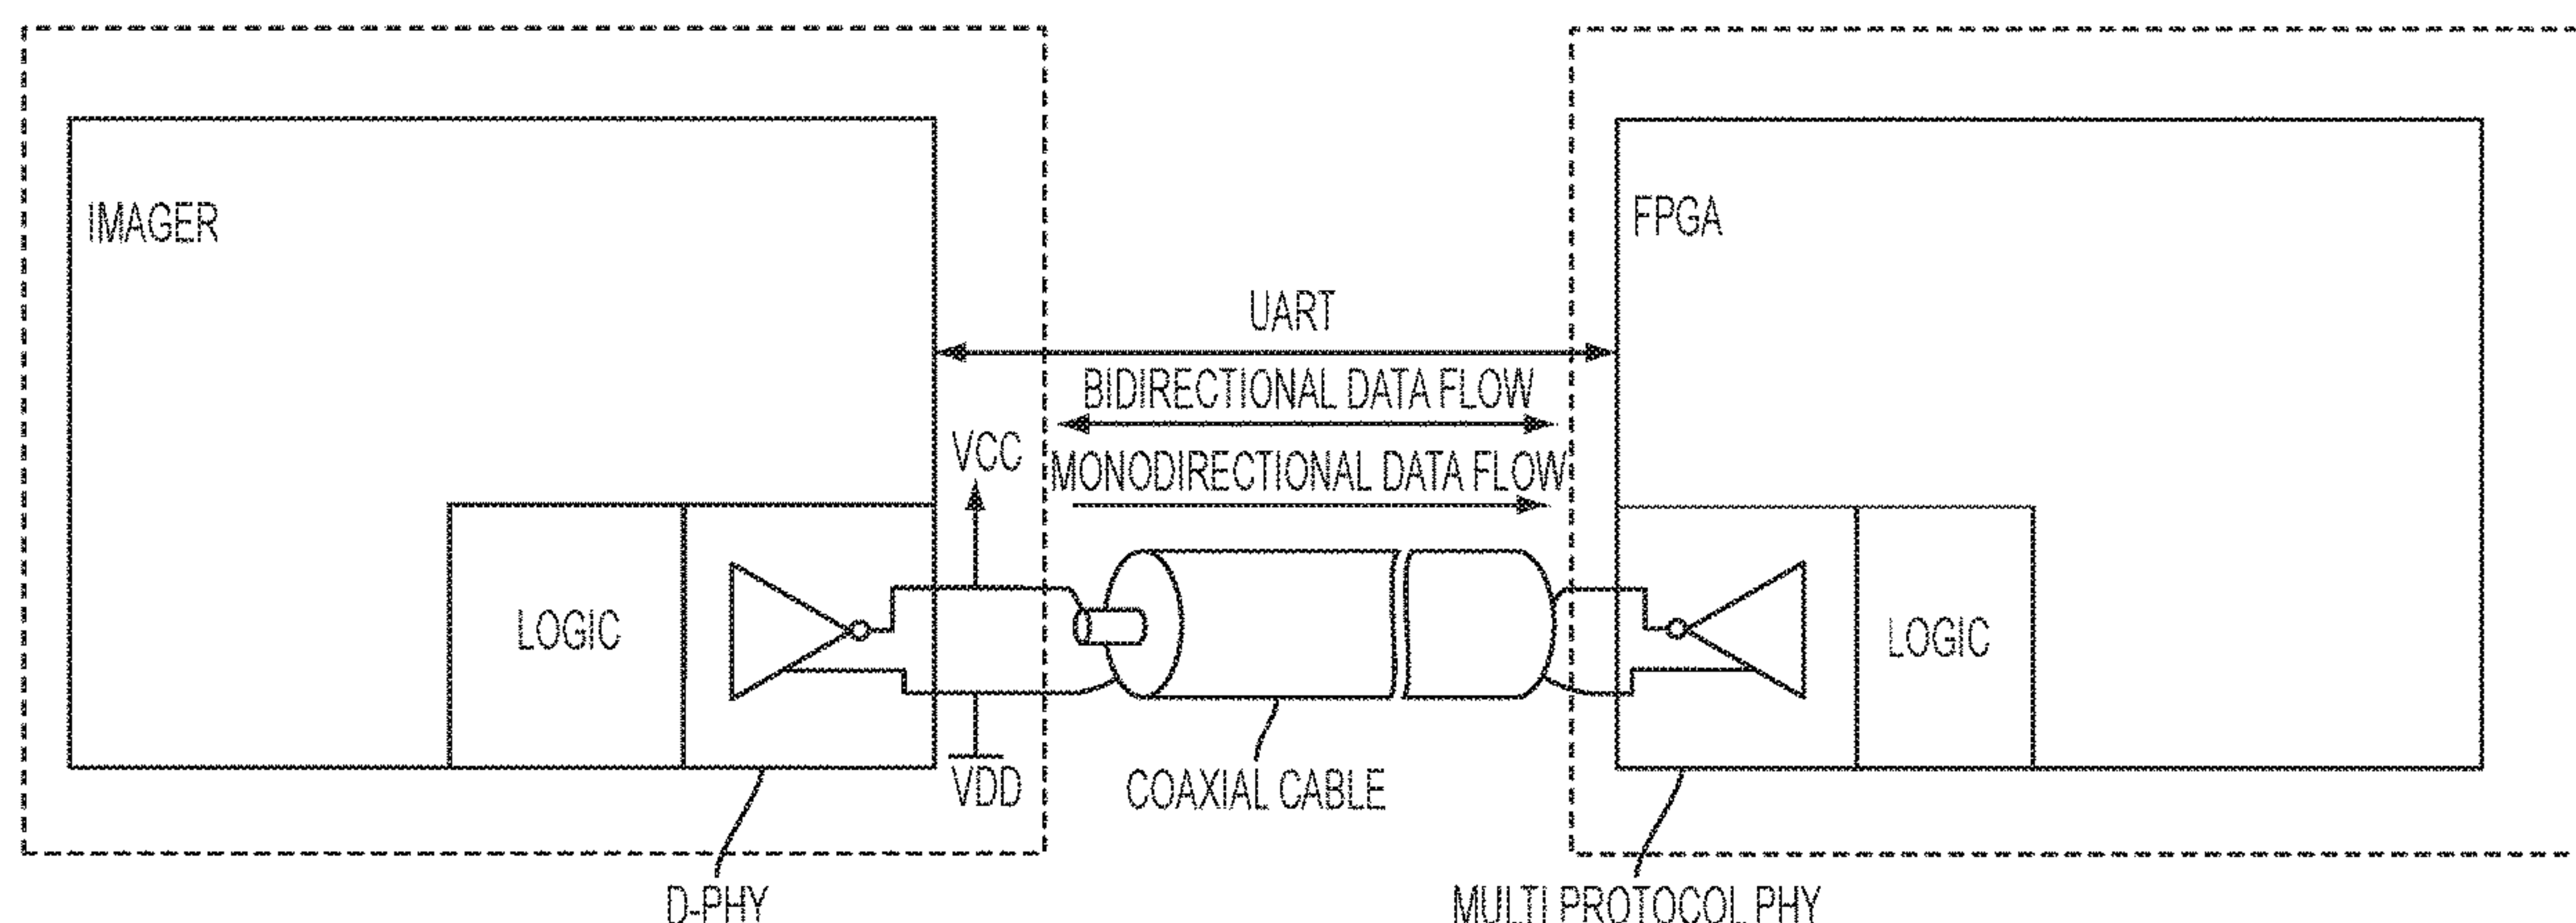 IMAGER
FPGA
UART
BIDIRECTIONAL DATA FLOW
VCC
MONODIRECTIONAL DATA FLOW
LOGIC
LOGIC
VDD
COAXIAL CABLE
D-PHY
MULTI PROTOCOL PHY